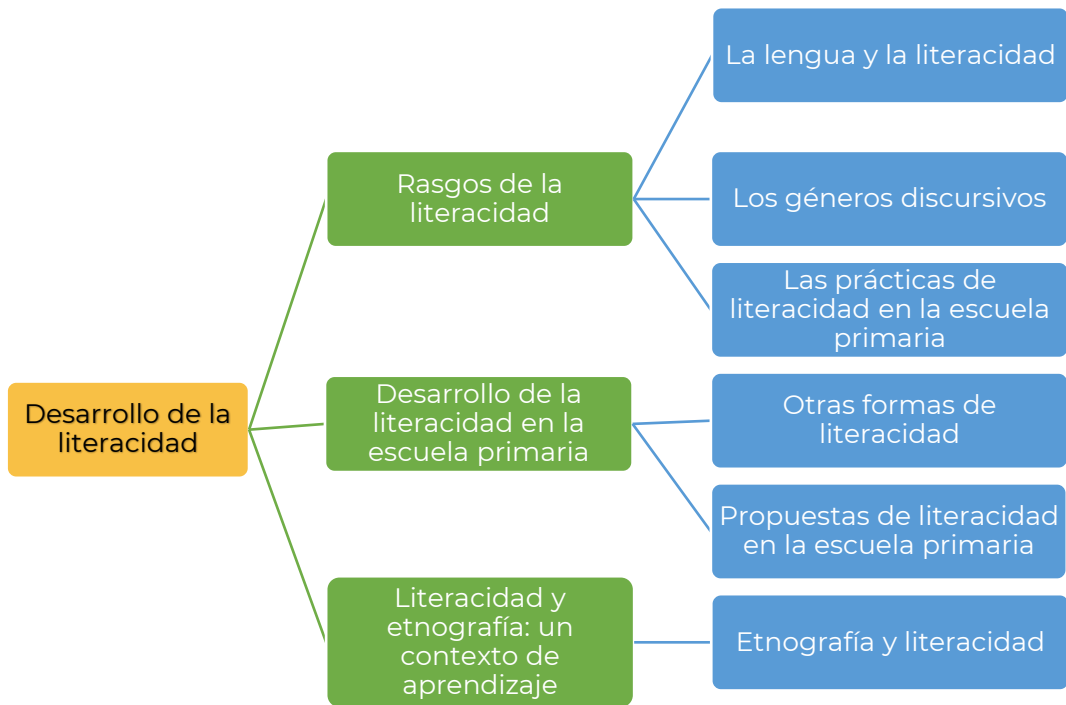 La lengua y la literacidad
Rasgos de la
literacidad
Los géneros discursivos
Las prácticas de
literacidad en la escuela
primaria
Desarrollo de la
literacidad
Desarrollo de la
literacidad en la
escuela primaria
Otras formas de
literacidad
Propuestas de literacidad
en la escuela primaria
Literacidad y
etnografía: un
contexto de
aprendizaje
Etnografía y literacidad